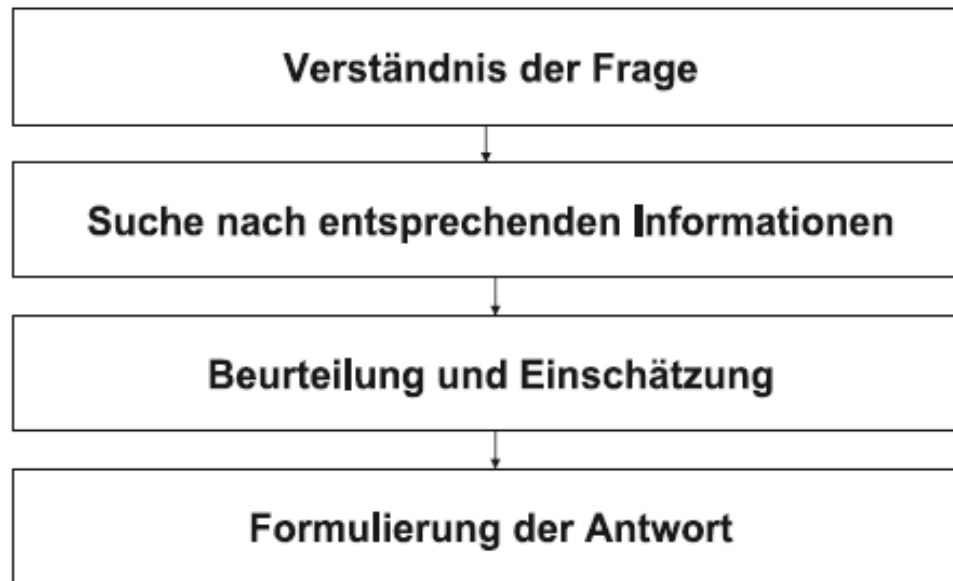 Verständnis der Frage
Suche nach entsprechenden Informationen
Beurteilung und Einschätzung
Formulierung der Antwort